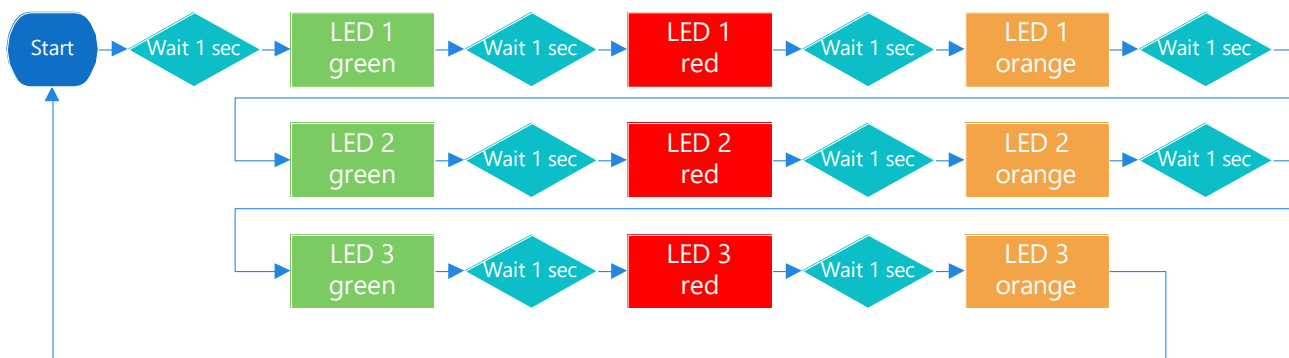 Start
Wait 1 sec
LED 1
green
Wait 1 sec
LED 1
red
Wait 1 sec
LED 1
orange
Wait 1 sec
LED 2
green
Wait 1 sec
LED 2
red
Wait 1 sec
LED 2
orange
Wait 1 sec
LED 3
green
Wait 1 sec
LED 3
red
Wait 1 sec
LED 3
orange